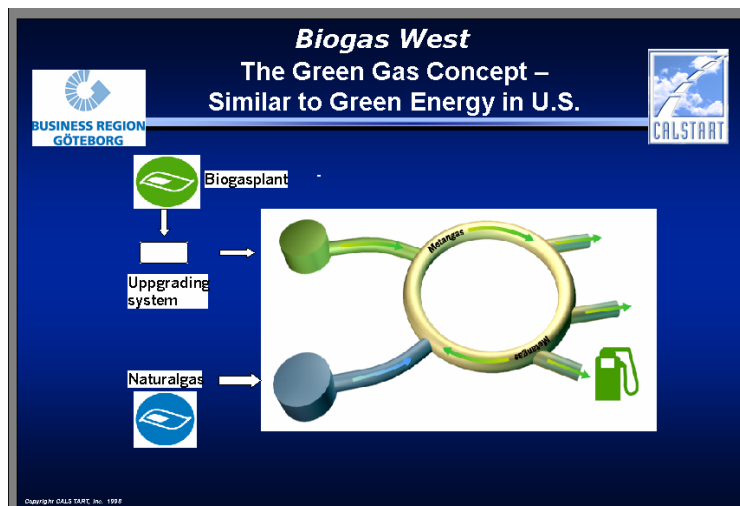 Biogas West
The Green Gas Concept –
Similar to Green Energy in U.S.
BUSINESS REGION
GÖTEBORG
CALSTART
Biogasplant
Uppgrading
system
Metangas
Metangas
Naturalgas
Copyright CALSTART, Inc. 1998